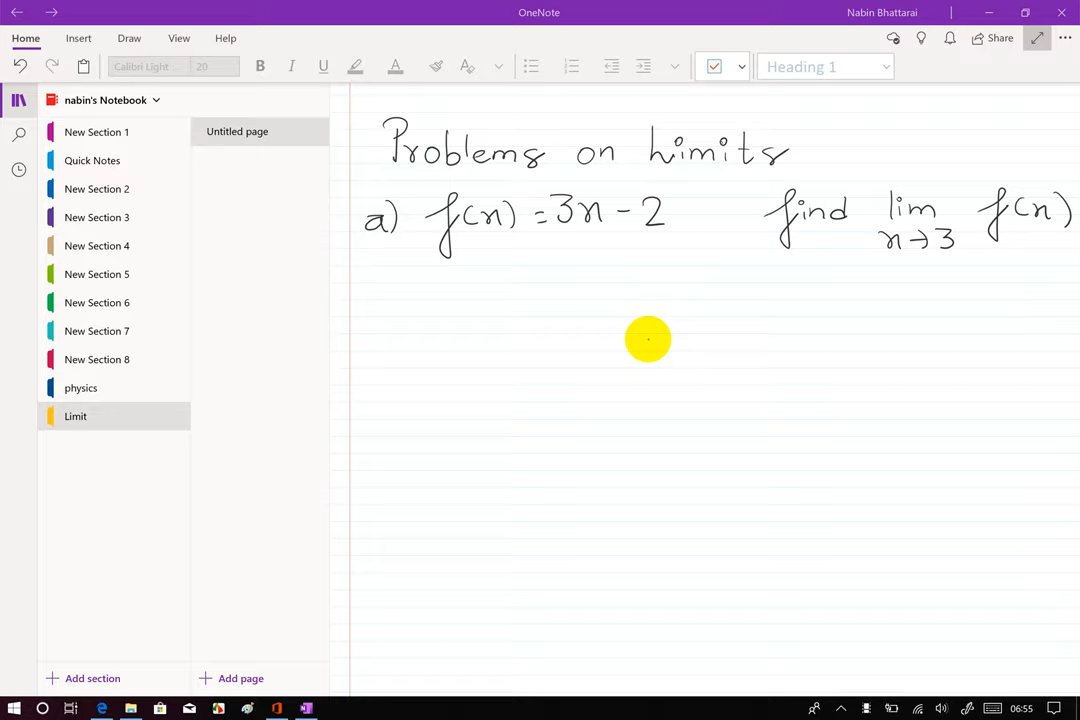 OneNote
Nabin Bhattarai
Home Insert Draw View Help
Share
Calibri Light 20 B I U A A Heading 1
nabin's Notebook
New Section 1
Quick Notes
New Section 2
New Section 3
New Section 4
New Section 5
New Section 6
New Section 7
New Section 8
physics
Limit
Untitled page
Problems on Limits
a) f(x) = 3x - 2 find lim f(x)
x→3
Add section
Add page
06:55